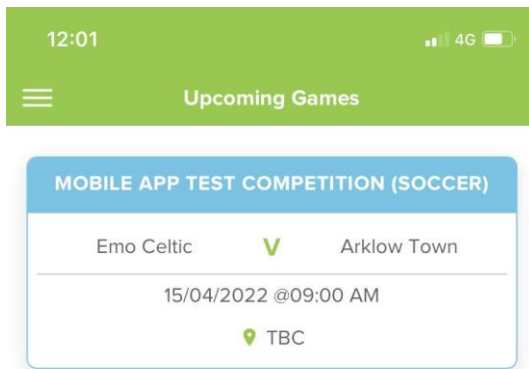 12:01 4G
Upcoming Games
MOBILE APP TEST COMPETITION (SOCCER)
Emo Celtic V Arklow Town
15/04/2022 @09:00 AM
TBC